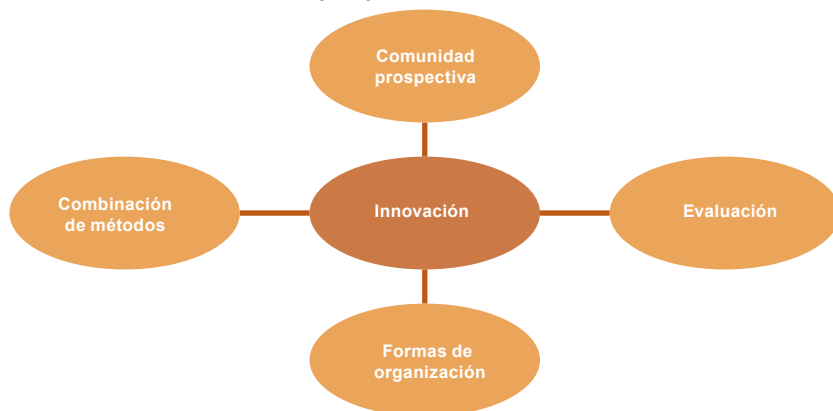 Comunidad
prospectiva
Combinación
de métodos
Innovación
Evaluación
Formas de
organización